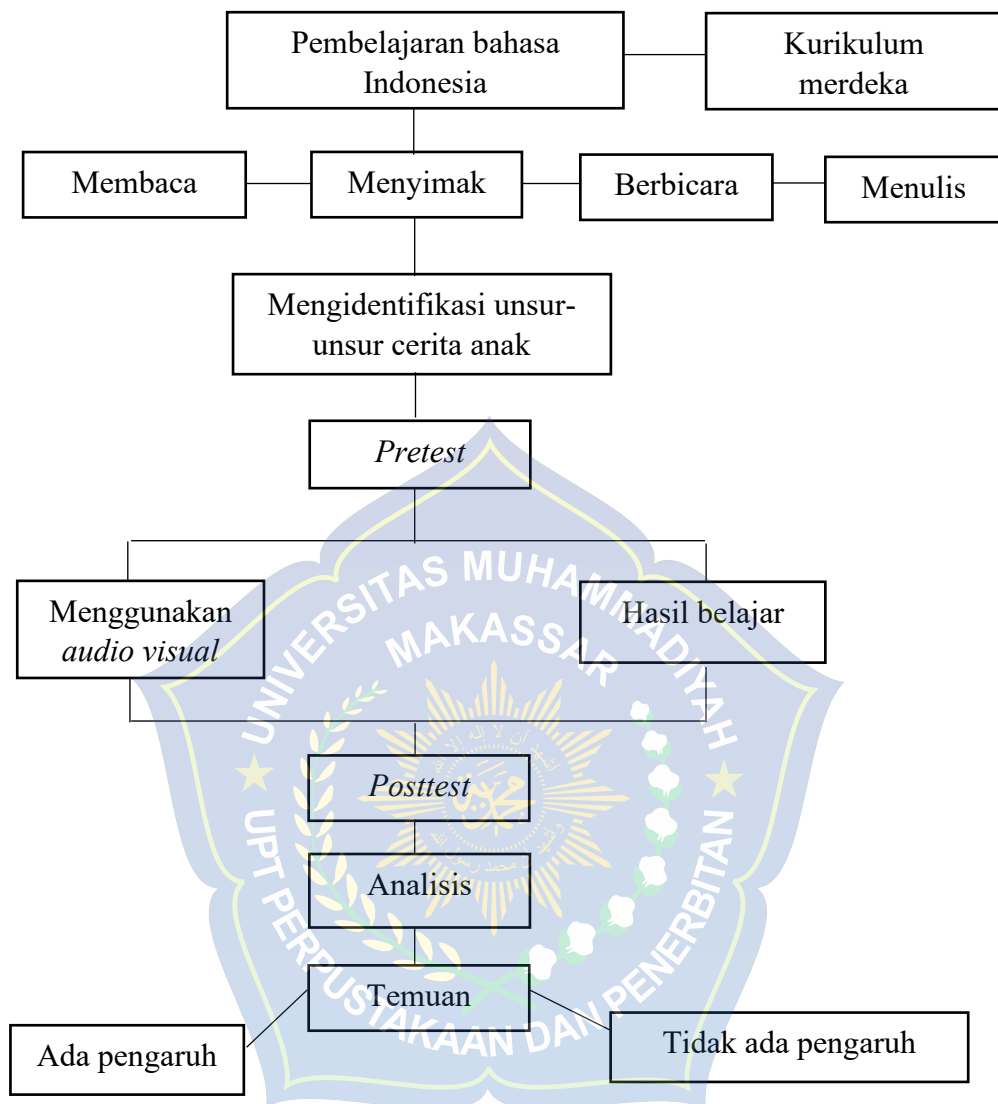 Pembelajaran bahasa
Indonesia
Kurikulum
merdeka
Membaca
Menyimak
Berbicara
Menulis
Mengidentifikasi unsur-
unsur cerita anak
Pretest
Menggunakan
audio visual
Hasil belajar
Posttest
Analisis
Temuan
Ada pengaruh
Tidak ada pengaruh
UNIVERSITAS MUHAMMADIYAH
MAKASSAR
UPT PERPUSTAKAAN DAN PENERBITAN